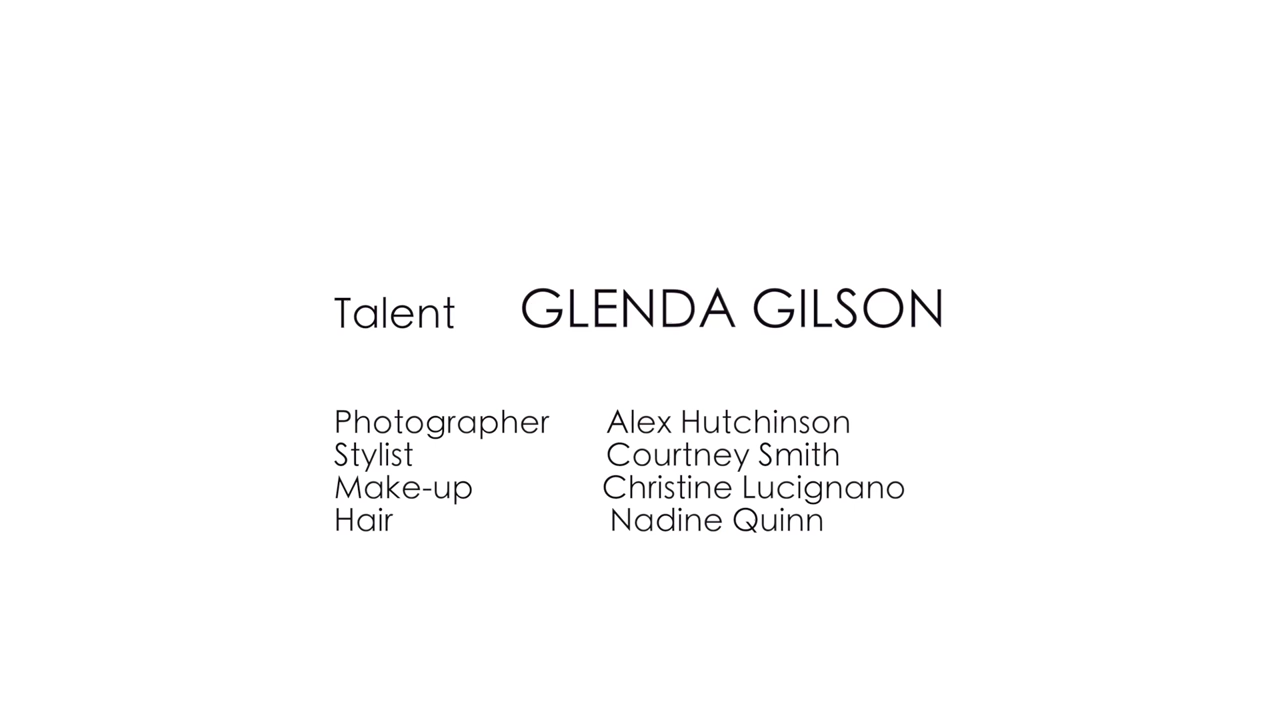 Talent GLENDA GILSON
Photographer Alex Hutchinson
Stylist Courtney Smith
Make-up Christine Lucignano
Hair Nadine Quinn